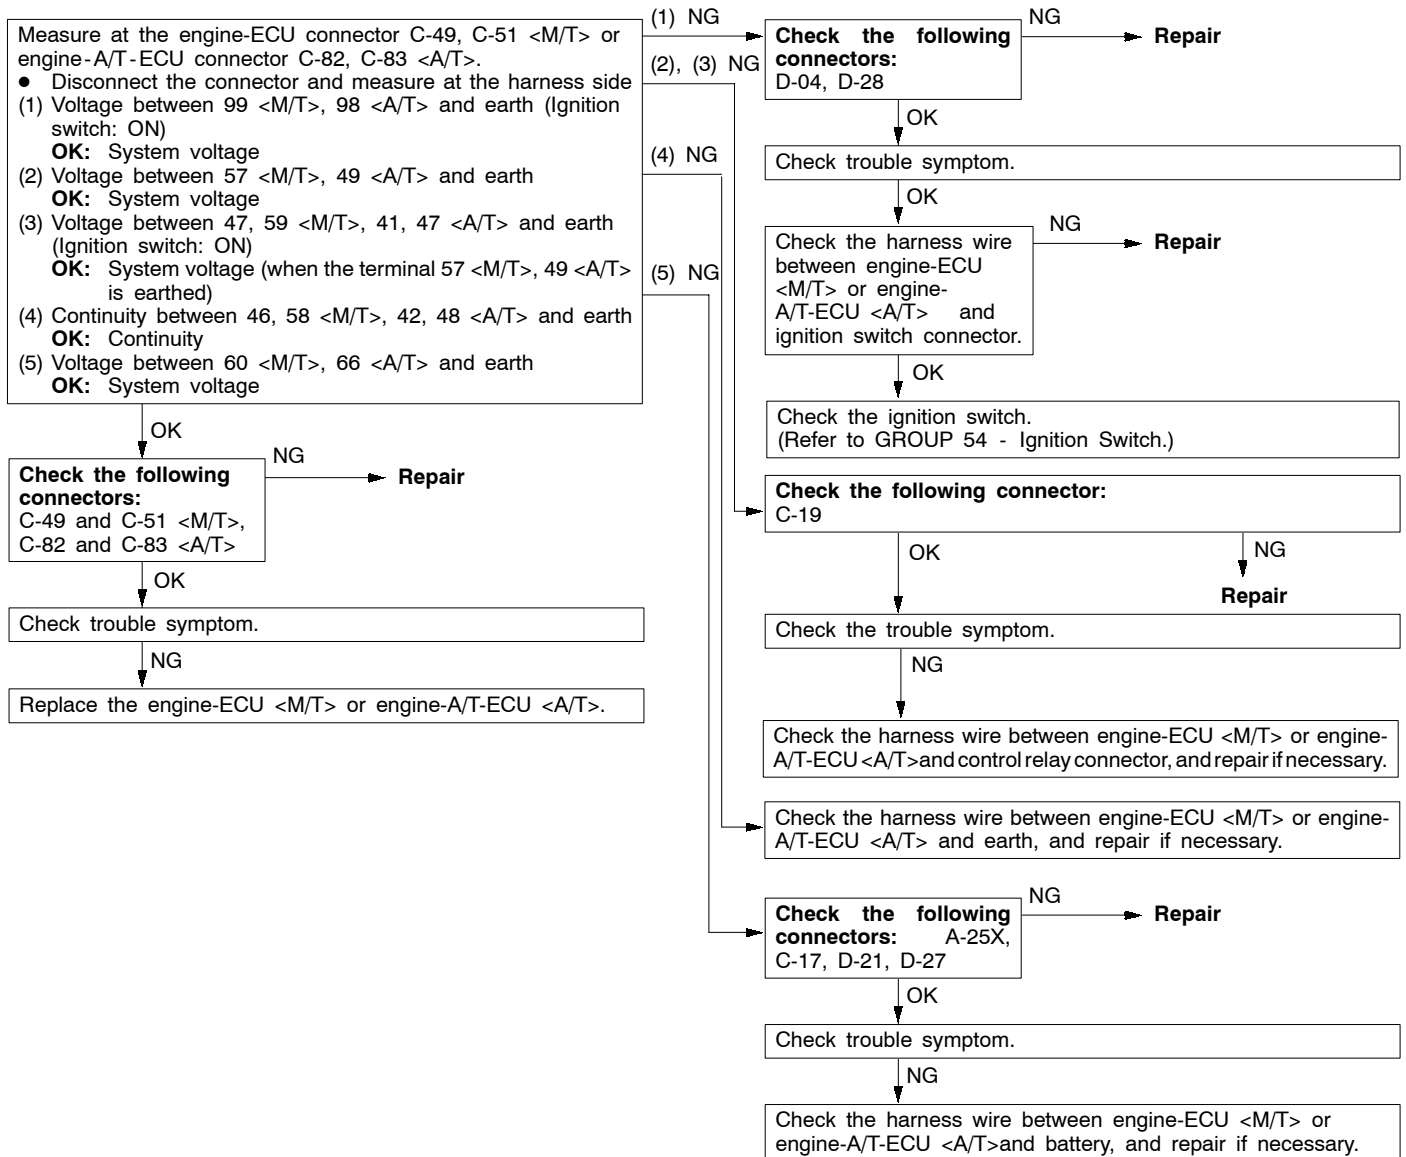 Measure at the engine-ECU connector C-49, C-51 <M/T> or
engine-A/T-ECU connector C-82, C-83 <A/T>.
● Disconnect the connector and measure at the harness side
(1) Voltage between 99 <M/T>, 98 <A/T> and earth (Ignition
switch: ON)
OK: System voltage
(2) Voltage between 57 <M/T>, 49 <A/T> and earth
OK: System voltage
(3) Voltage between 47, 59 <M/T>, 41, 47 <A/T> and earth
(Ignition switch: ON)
OK: System voltage (when the terminal 57 <M/T>, 49 <A/T>
is earthed)
(4) Continuity between 46, 58 <M/T>, 42, 48 <A/T> and earth
OK: Continuity
(5) Voltage between 60 <M/T>, 66 <A/T> and earth
OK: System voltage
OK
Check the following
connectors:
C-49 and C-51 <M/T>,
C-82 and C-83 <A/T>
NG
Repair
OK
Check trouble symptom.
NG
Replace the engine-ECU <M/T> or engine-A/T-ECU <A/T>.
(1) NG
Check the following
connectors:
D-04, D-28
NG
Repair
OK
Check trouble symptom.
OK
Check the harness wire
between engine-ECU
<M/T> or engine-
A/T-ECU <A/T> and
ignition switch connector.
NG
Repair
OK
Check the ignition switch.
(Refer to GROUP 54 - Ignition Switch.)
(2), (3) NG
Check the following connector:
C-19
OK
NG
Repair
Check the trouble symptom.
NG
Check the harness wire between engine-ECU <M/T> or engine-
A/T-ECU <A/T>and control relay connector, and repair if necessary.
(4) NG
Check the harness wire between engine-ECU <M/T> or engine-
A/T-ECU <A/T> and earth, and repair if necessary.
(5) NG
Check the following
connectors: A-25X,
C-17, D-21, D-27
NG
Repair
OK
Check trouble symptom.
NG
Check the harness wire between engine-ECU <M/T> or
engine-A/T-ECU <A/T>and battery, and repair if necessary.